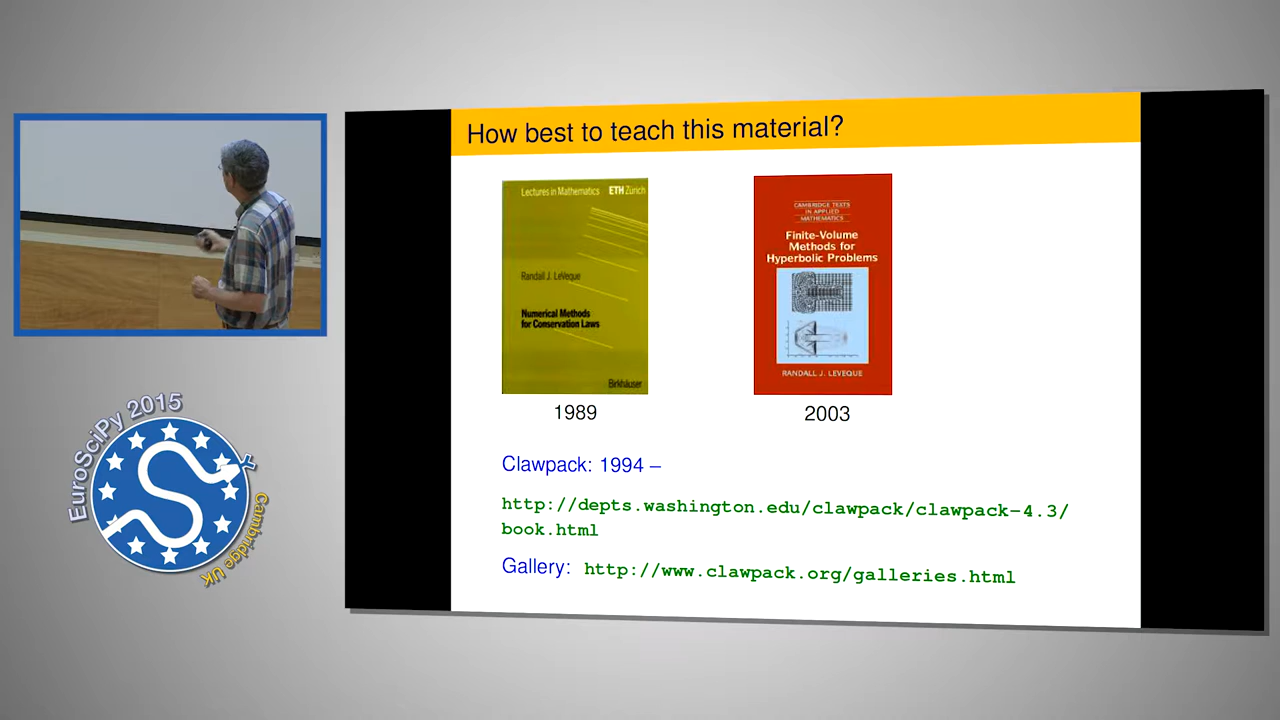 How best to teach this material?
Lectures in Mathematics ETH Zürich
Randall J. LeVeque
Numerical Methods
for Conservation Laws
Birkhäuser
1989
CAMBRIDGE TEXTS
IN APPLIED
MATHEMATICS
Finite-Volume
Methods for
Hyperbolic Problems
RANDALL J. LEVEQUE
2003
Clawpack: 1994 –
http://depts.washington.edu/clawpack/clawpack-4.3/
book.html
Gallery: http://www.clawpack.org/galleries.html
EuroSciPy 2015
Cambridge UK